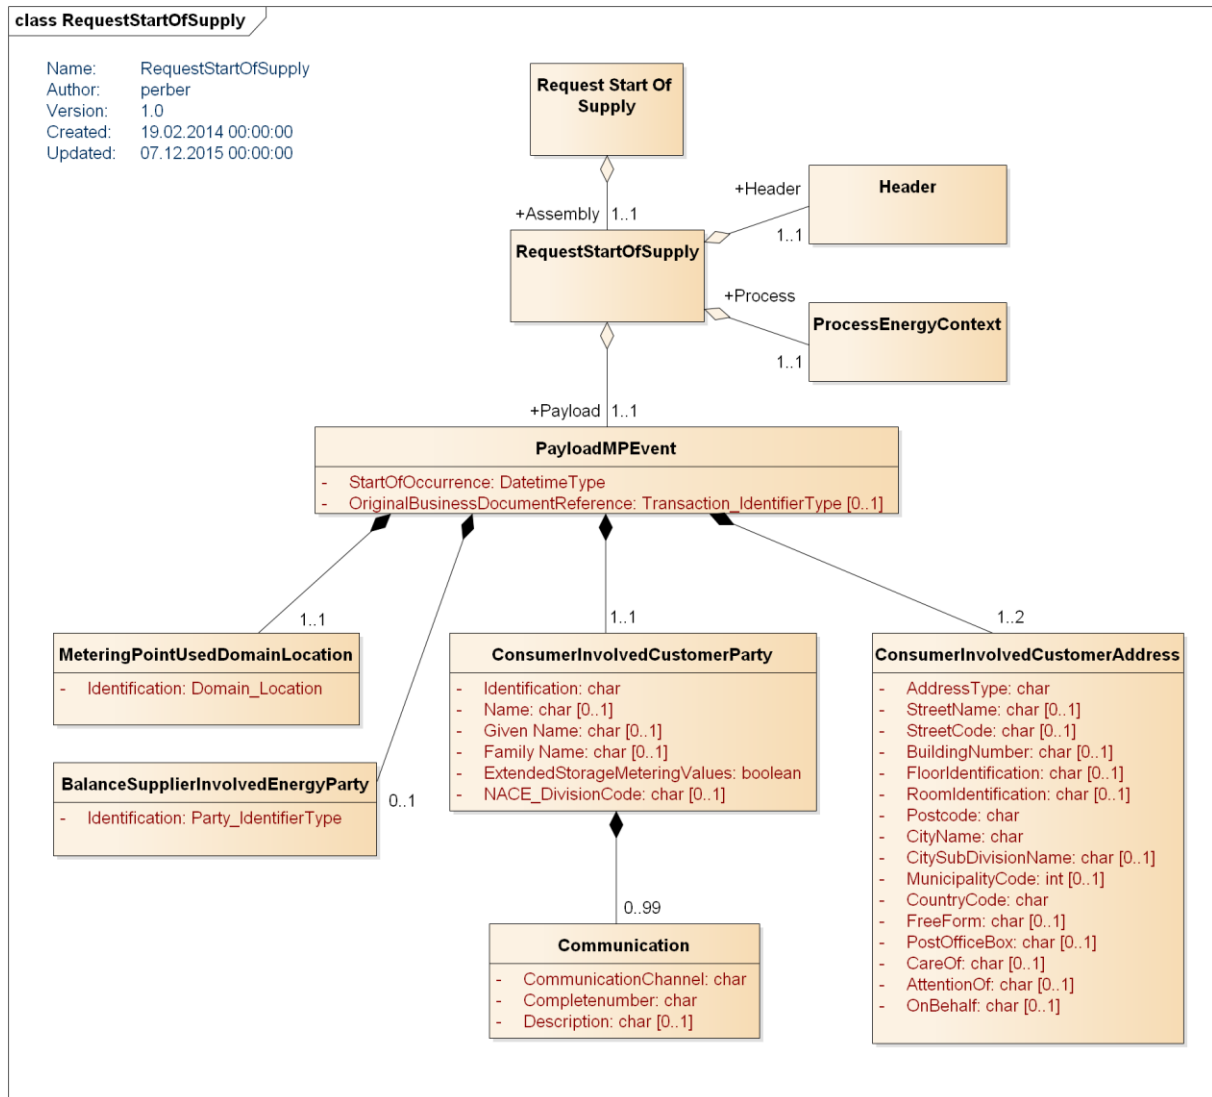 class RequestStartOfSupply
Name: RequestStartOfSupply
Author: perber
Version: 1.0
Created: 19.02.2014 00:00:00
Updated: 07.12.2015 00:00:00
Request Start Of
Supply
+Assembly 1..1
RequestStartOfSupply
+Header
1..1
Header
+Process
1..1
ProcessEnergyContext
+Payload 1..1
PayloadMPEvent
- StartOfOccurrence: DatetimeType
- OriginalBusinessDocumentReference: Transaction_IdentifierType [0..1]
1..1
MeteringPointUsedDomainLocation
- Identification: Domain_Location
0..1
BalanceSupplierInvolvedEnergyParty
- Identification: Party_IdentifierType
1..1
ConsumerInvolvedCustomerParty
- Identification: char
- Name: char [0..1]
- Given Name: char [0..1]
- Family Name: char [0..1]
- ExtendedStorageMeteringValues: boolean
- NACE_DivisionCode: char [0..1]
0..99
Communication
- CommunicationChannel: char
- Completenumber: char
- Description: char [0..1]
1..2
ConsumerInvolvedCustomerAddress
- AddressType: char
- StreetName: char [0..1]
- StreetCode: char [0..1]
- BuildingNumber: char [0..1]
- FloorIdentification: char [0..1]
- RoomIdentification: char [0..1]
- Postcode: char
- CityName: char
- CitySubDivisionName: char [0..1]
- MunicipalityCode: int [0..1]
- CountryCode: char
- FreeForm: char [0..1]
- PostOfficeBox: char [0..1]
- CareOf: char [0..1]
- AttentionOf: char [0..1]
- OnBehalf: char [0..1]